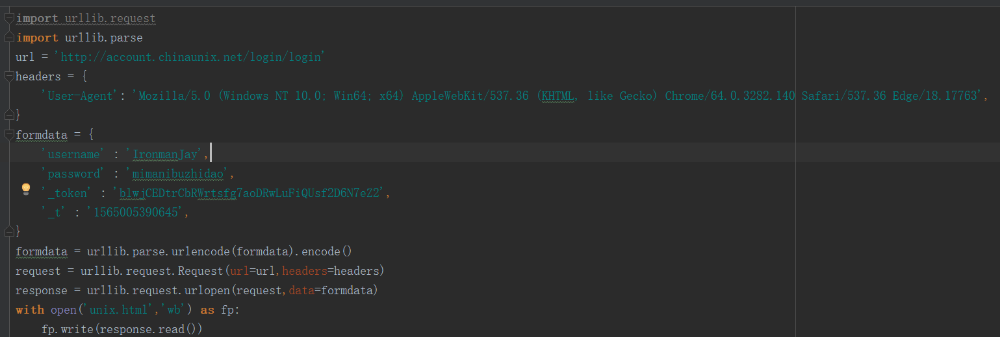 import urllib.request
import urllib.parse
url = 'http://account.chinaunix.net/login/login'
headers = {
    'User-Agent': 'Mozilla/5.0 (Windows NT 10.0; Win64; x64) AppleWebKit/537.36 (KHTML, like Gecko) Chrome/64.0.3282.140 Safari/537.36 Edge/18.17763',
}
formdata = {
    'username' : 'IronmanJay',
    'password' : 'mimanibuzhidao',
    '_token' : 'blwjCEDtrCbRWrtsfg7aoDRwLuFiQUsf2D6N7eZ2',
    '_t' : '1565005390645',
}
formdata = urllib.parse.urlencode(formdata).encode()
request = urllib.request.Request(url=url,headers=headers)
response = urllib.request.urlopen(request,data=formdata)
with open('unix.html','wb') as fp:
    fp.write(response.read())